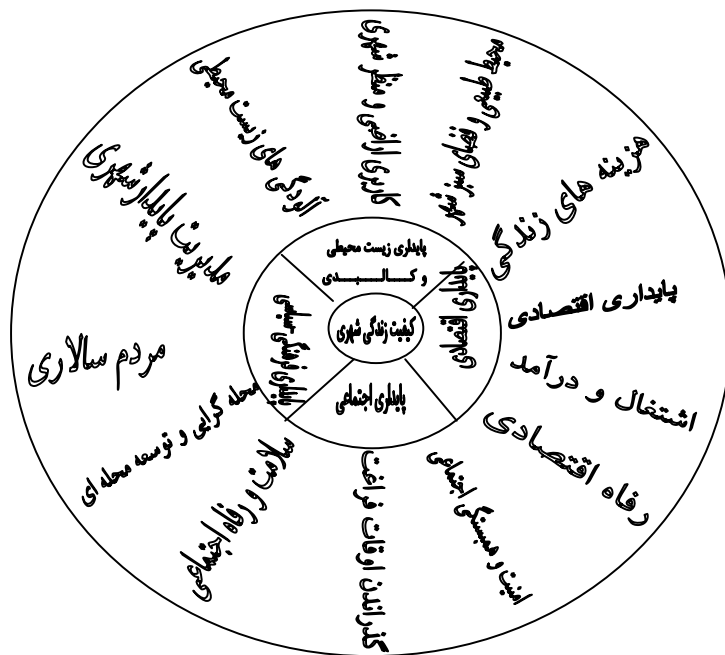 محیط طبیعی و فضای سبز شهر
کاربری اراضی و منظر شهری
آلودگی های زیست محیطی
مدیریت پایدار شهری
مردم سالاری
محله گرایی و توسعه محله ای
سلامت و رفاه اجتماعی
گذراندن اوقات فراغت
امنیت و همبستگی اجتماعی
رفاه اقتصادی
اشتغال و درآمد
پایداری اقتصادی
هزینه های زندگی
پایداری زیست محیطی
و کـــالـــبـــدی
پایداری اقتصادی
پایداری اجتماعی
پایداری فرهنگی-سیاسی
کیفیت زندگی شهری